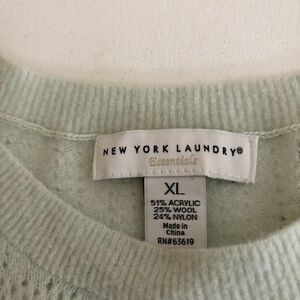 NEW YORK LAUNDRY®
Essentials
XL
51% ACRYLIC
25% WOOL
24% NYLON
Made in
China
RN#63619